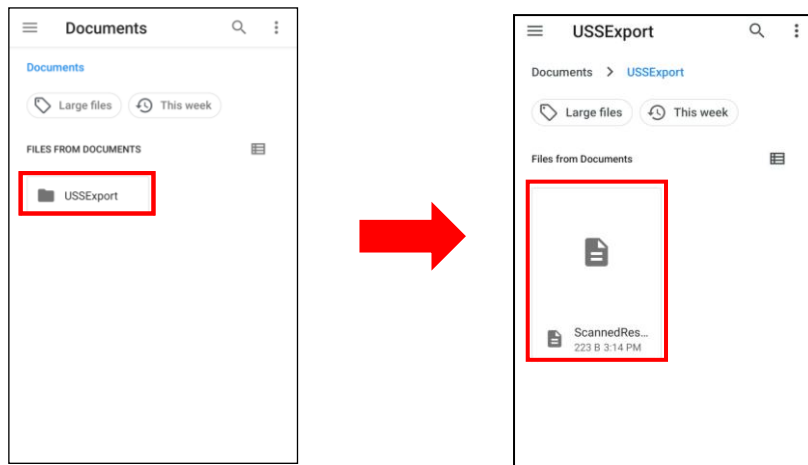 Documents
Documents
Large files
This week
FILES FROM DOCUMENTS
USSExport
USSExport
Documents > USSExport
Large files
This week
Files from Documents
ScannedRes...
223 B 3:14 PM